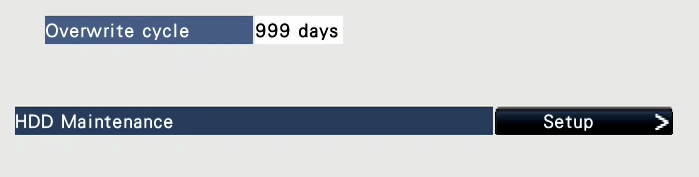 Overwrite cycle 999 days
HDD Maintenance Setup >